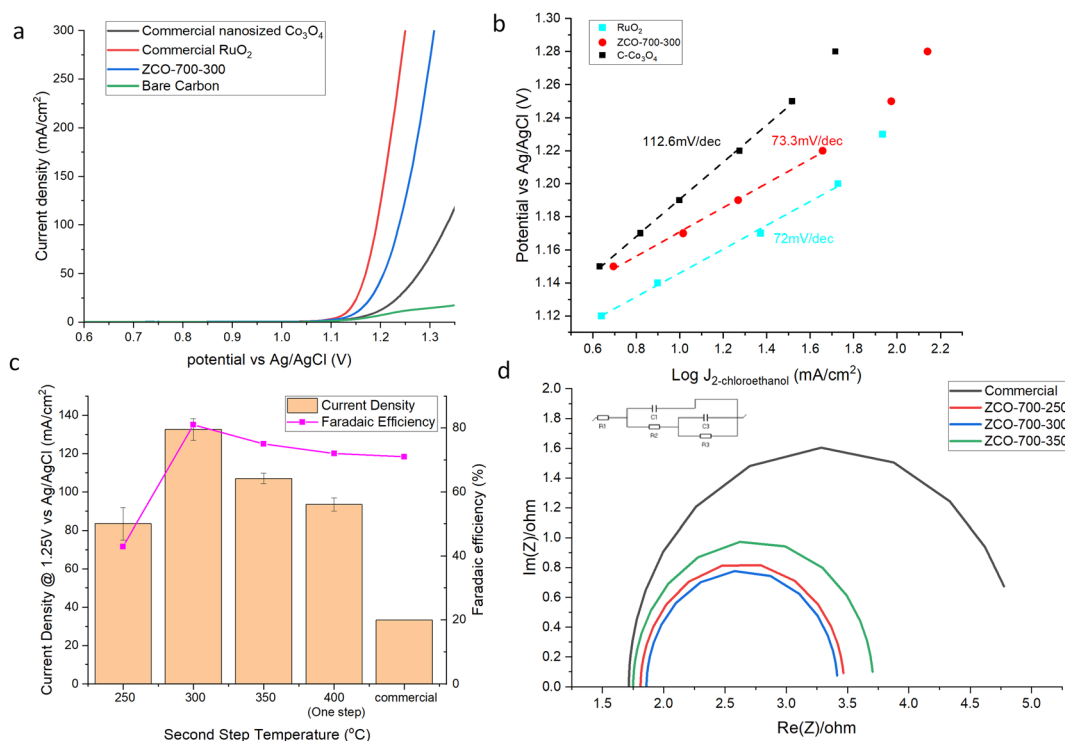 a
Current density (mA/cm²)
300
250
200
150
100
50
0
Commercial nanosized Co₃O₄
Commercial RuO₂
ZCO-700-300
Bare Carbon
0.6 0.7 0.8 0.9 1.0 1.1 1.2 1.3
potential vs Ag/AgCl (V)
b
Potential vs Ag/AgCl (V)
1.28
1.26
1.24
1.22
1.20
1.18
1.16
1.14
1.12
RuO₂
ZCO-700-300
C-Co₃O₄
112.6mV/dec
73.3mV/dec
72mV/dec
0.6 0.8 1.0 1.2 1.4 1.6 1.8 2.0 2.2
Log J₂₋chloroethanol (mA/cm²)
c
Current Density @ 1.25V vs Ag/AgCl (mA/cm²)
140
120
100
80
60
40
20
0
Current Density
Faradaic Efficiency
80
60
40
20
0
Faradaic efficiency (%)
250 300 350 400 commercial
(One step)
Second Step Temperature (°C)
d
Im(Z)/ohm
2.0
1.8
1.6
1.4
1.2
1.0
0.8
0.6
0.4
0.2
0.0
R1
C1
R2
C3
R3
Commercial
ZCO-700-250
ZCO-700-300
ZCO-700-350
1.5 2.0 2.5 3.0 3.5 4.0 4.5 5.0
Re(Z)/ohm